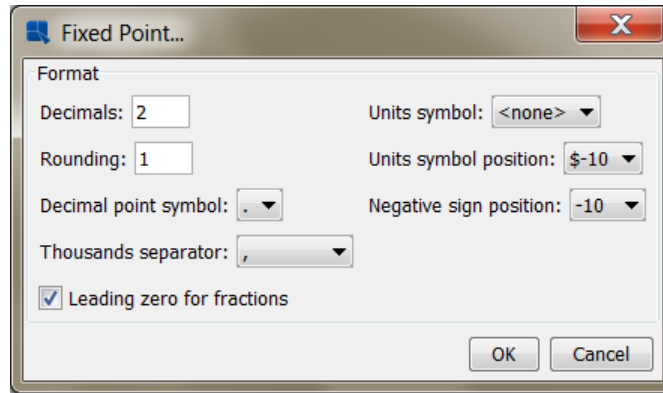 Fixed Point...
Format
Decimals: 2
Units symbol: <none>
Rounding: 1
Units symbol position: $-10
Decimal point symbol: .
Negative sign position: -10
Thousands separator: ,
Leading zero for fractions
OK
Cancel